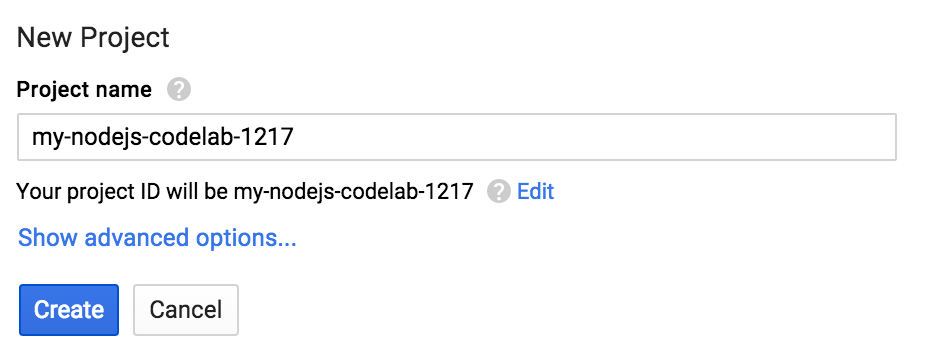 New Project
Project name ?
my-nodejs-codelab-1217
Your project ID will be my-nodejs-codelab-1217 ? Edit
Show advanced options...
Create Cancel